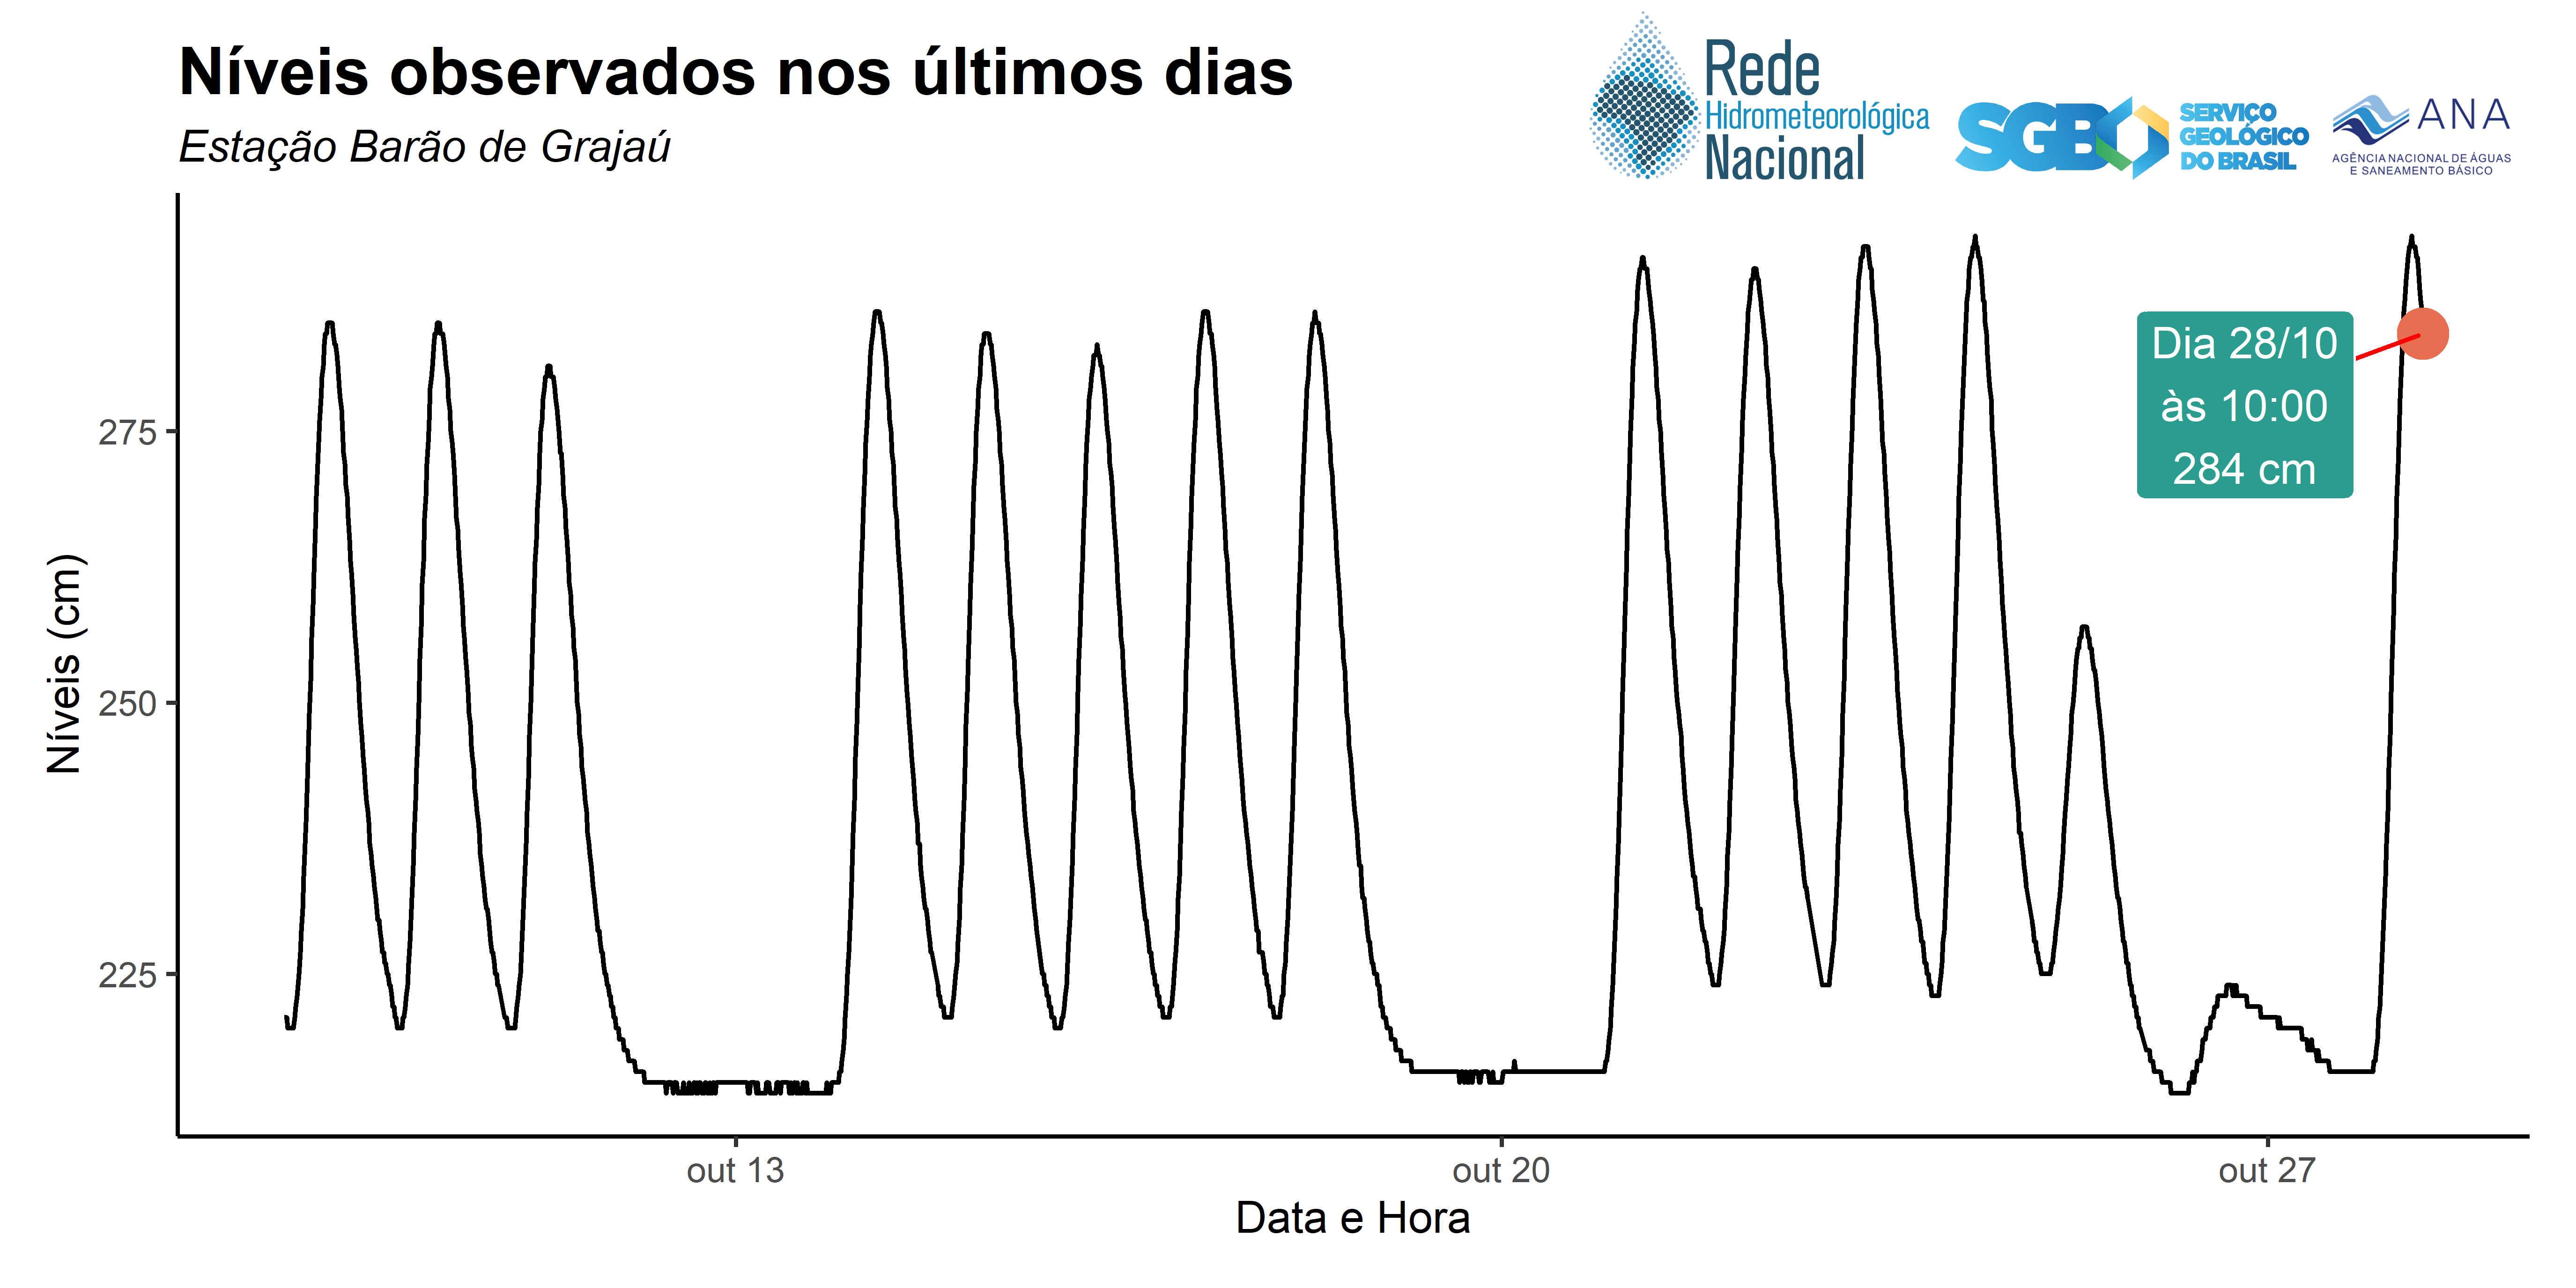 Níveis observados nos últimos dias
Estação Barão de Grajaú
Rede
Hidrometeorológica
Nacional
SGB
SERVIÇO
GEOLÓGICO
DO BRASIL
ANA
AGÊNCIA NACIONAL DE ÁGUAS
E SANEAMENTO BÁSICO
Níveis (cm)
275
250
225
Dia 28/10
às 10:00
284 cm
out 13
out 20
out 27
Data e Hora